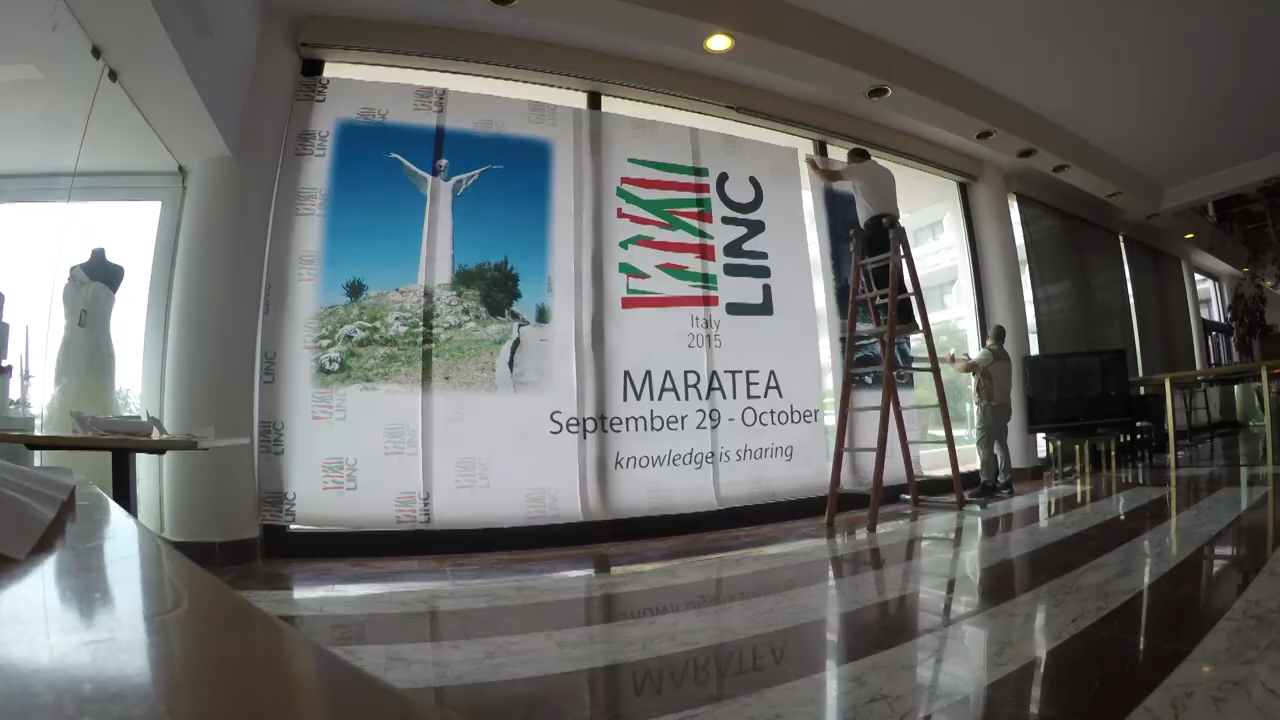 LINC
Italy
2015
MARATEA
September 29 - October
knowledge is sharing